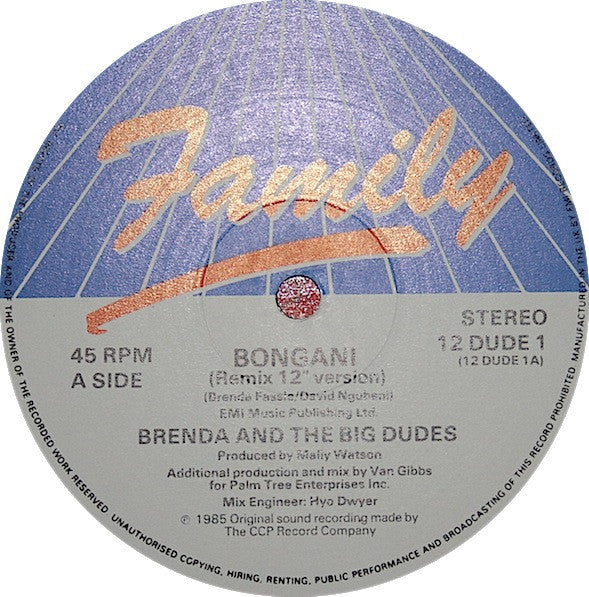 Family
45 RPM
A SIDE
STEREO
12 DUDE 1
(12 DUDE 1A)
BONGANI
(Remix 12" version)
(Brenda Fassie/David Ngubeni)
EMI Music Publishing Ltd.
BRENDA AND THE BIG DUDES
Produced by Mally Watson
Additional production and mix by Van Gibbs
for Palm Tree Enterprises Inc.
Mix Engineer: Hyo Dwyer
℗ 1985 Original sound recording made by
The CCP Record Company
AND OF THE OWNER OF THE RECORDED WORK RESERVED. UNAUTHORISED COPYING, HIRING, RENTING, PUBLIC PERFORMANCE AND BROADCASTING OF THIS RECORD PROHIBITED. MANUFACTURED IN THE